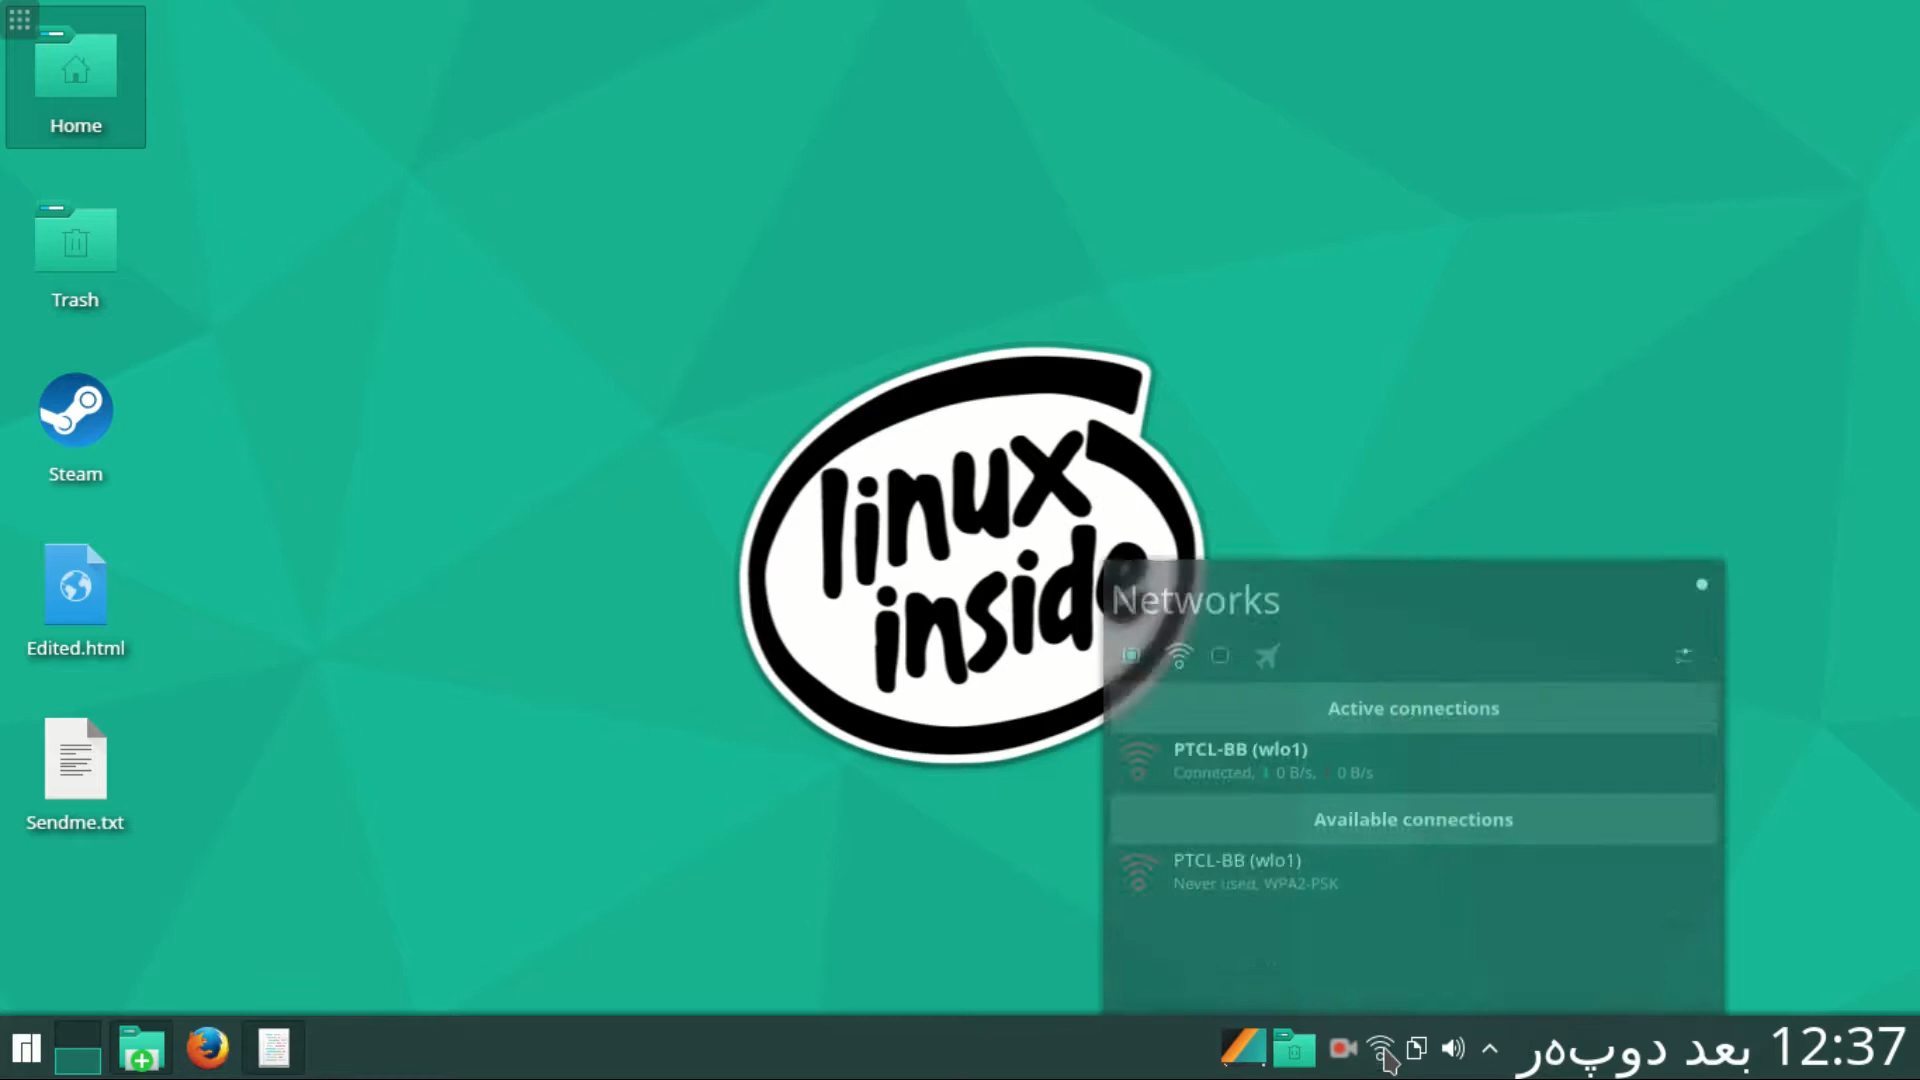 Home
Trash
Steam
Edited.html
Sendme.txt
linux
inside
Networks
Active connections
PTCL-BB (wlo1)
Connected, ⬇ 0 B/s, ⬆ 0 B/s
Available connections
PTCL-BB (wlo1)
Never used, WPA2-PSK
12:37 بعد دوپہر